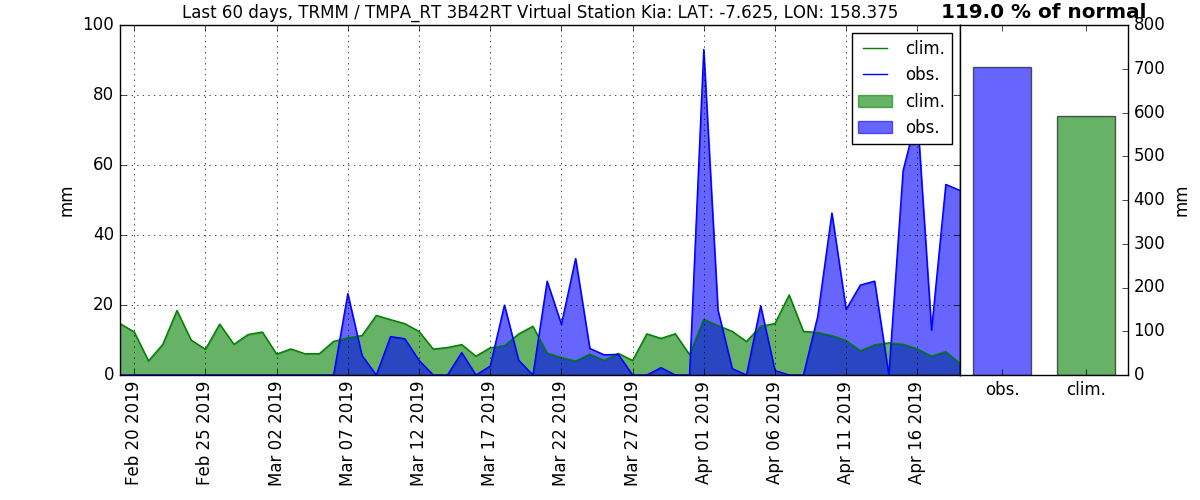 Last 60 days, TRMM / TMPA_RT 3B42RT Virtual Station Kia: LAT: -7.625, LON: 158.375
119.0 % of normal
100
80
60
40
20
0
mm
clim.
obs.
clim.
obs.
800
700
600
500
400
300
200
100
0
mm
obs.
clim.
Feb 20 2019
Feb 25 2019
Mar 02 2019
Mar 07 2019
Mar 12 2019
Mar 17 2019
Mar 22 2019
Mar 27 2019
Apr 01 2019
Apr 06 2019
Apr 11 2019
Apr 16 2019